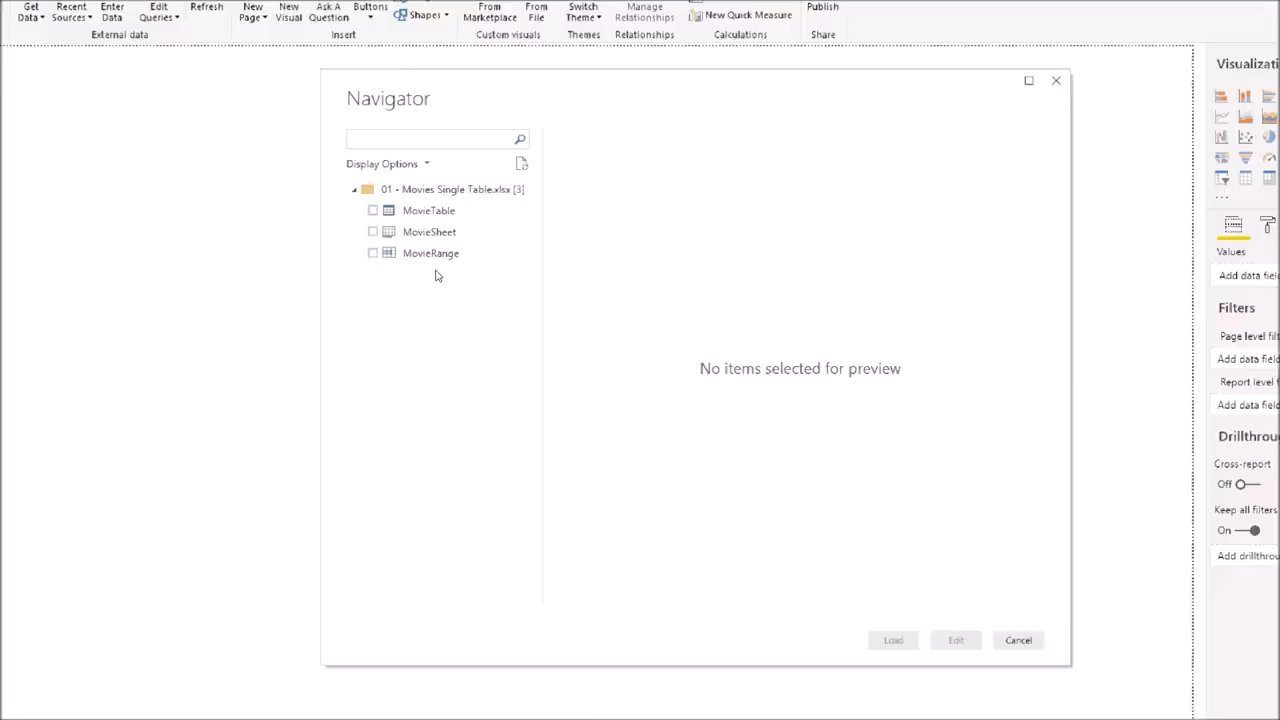 Get Data
Recent Sources
Enter Data
Edit Queries
Refresh
New Page
New Visual
Ask A Question
Buttons
Shapes
From Marketplace
From File
Switch Theme
Manage Relationships
New Quick Measure
Publish
External data
Insert
Custom visuals
Themes
Relationships
Calculations
Share
Navigator
Display Options
01 - Movies Single Table.xlsx [3]
MovieTable
MovieSheet
MovieRange
No items selected for preview
Load
Edit
Cancel
Visualizati
...
Values
Add data fiel
Filters
Page level filt
Add data field
Report level f
Add data field
Drillthrou
Cross-report
Off
Keep all filters
On
Add drillthrou